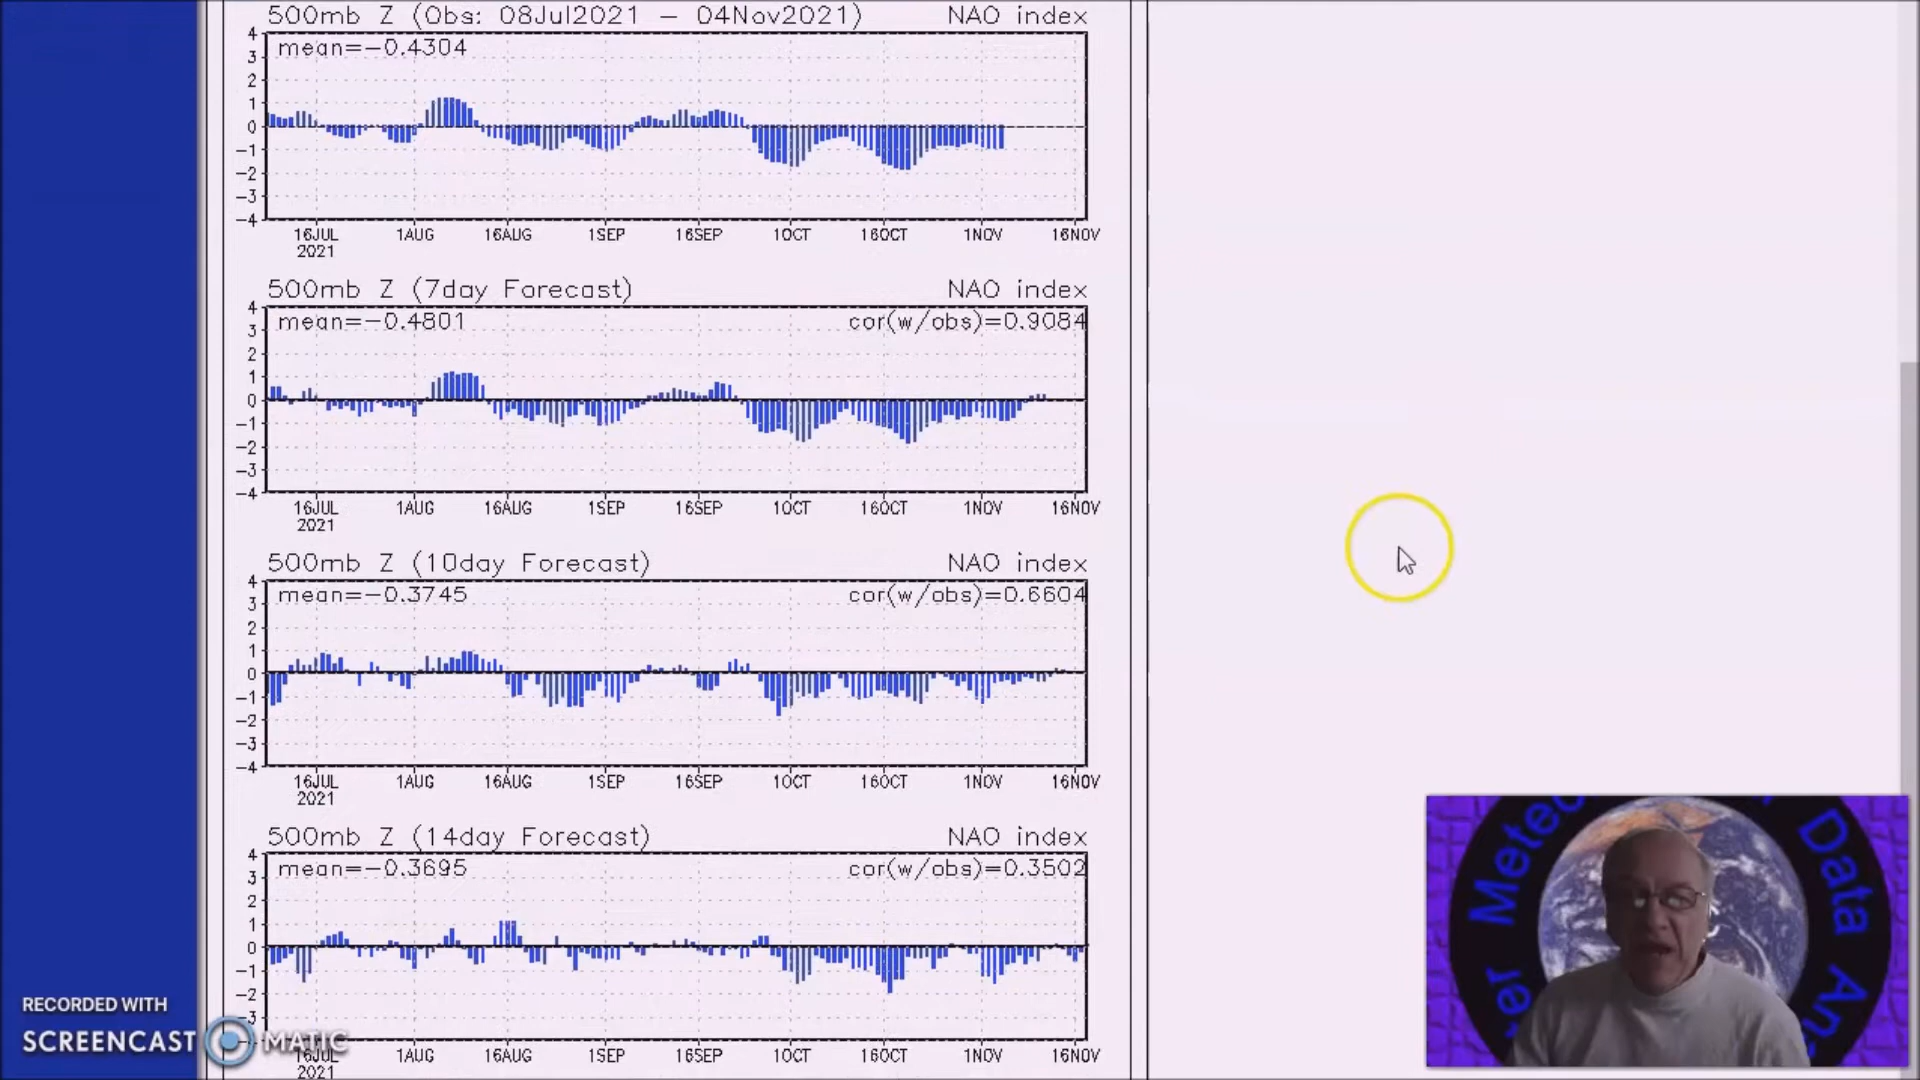 500mb Z (Obs: 08Jul2021 – 04Nov2021) NAO index
mean=−0.4304
4
3
2
1
0
−1
−2
−3
−4
16JUL 1AUG 16AUG 1SEP 16SEP 1OCT 16OCT 1NOV 16NOV
2021
500mb Z (7day Forecast) NAO index
mean=−0.4801 cor(w/obs)=0.9084
4
3
2
1
0
−1
−2
−3
−4
16JUL 1AUG 16AUG 1SEP 16SEP 1OCT 16OCT 1NOV 16NOV
2021
500mb Z (10day Forecast) NAO index
mean=−0.3745 cor(w/obs)=0.6604
4
3
2
1
0
−1
−2
−3
−4
16JUL 1AUG 16AUG 1SEP 16SEP 1OCT 16OCT 1NOV 16NOV
2021
500mb Z (14day Forecast) NAO index
mean=−0.3695 cor(w/obs)=0.3502
4
3
2
1
0
−1
−2
−3
16JUL 1AUG 16AUG 1SEP 16SEP 1OCT 16OCT 1NOV 16NOV
2021
RECORDED WITH
SCREENCAST MATIC
Data